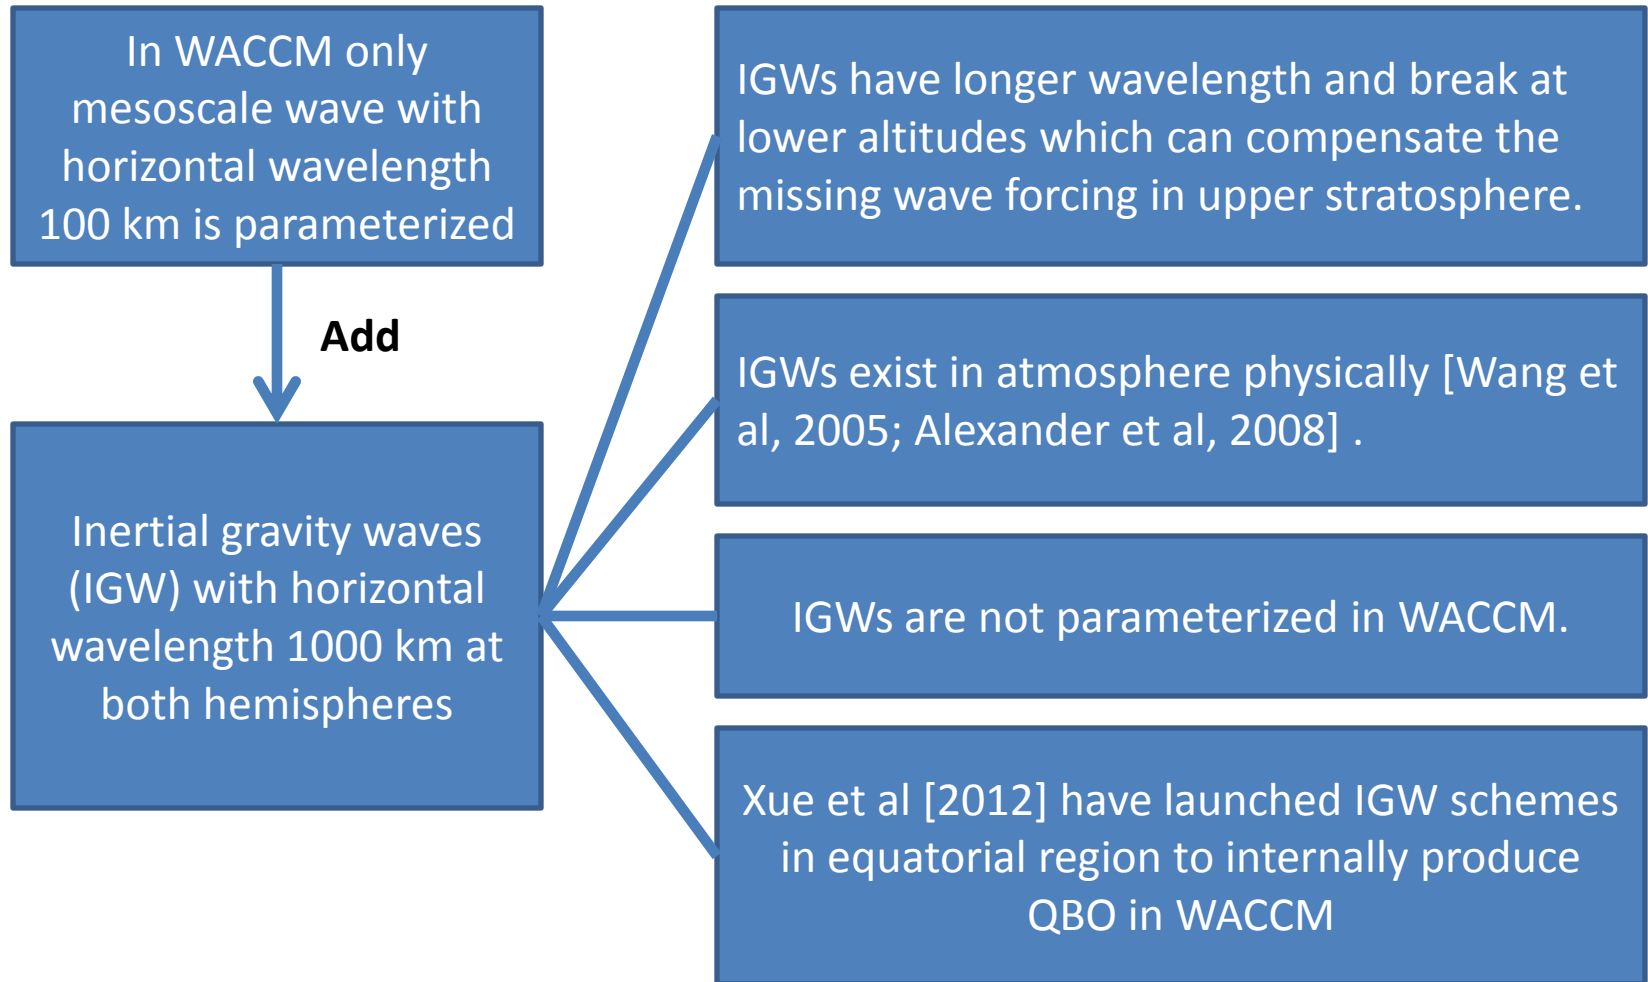 In WACCM only
mesoscale wave with
horizontal wavelength
100 km is parameterized
Add
Inertial gravity waves
(IGW) with horizontal
wavelength 1000 km at
both hemispheres
IGWs have longer wavelength and break at
lower altitudes which can compensate the
missing wave forcing in upper stratosphere.
IGWs exist in atmosphere physically [Wang et
al, 2005; Alexander et al, 2008] .
IGWs are not parameterized in WACCM.
Xue et al [2012] have launched IGW schemes
in equatorial region to internally produce
QBO in WACCM